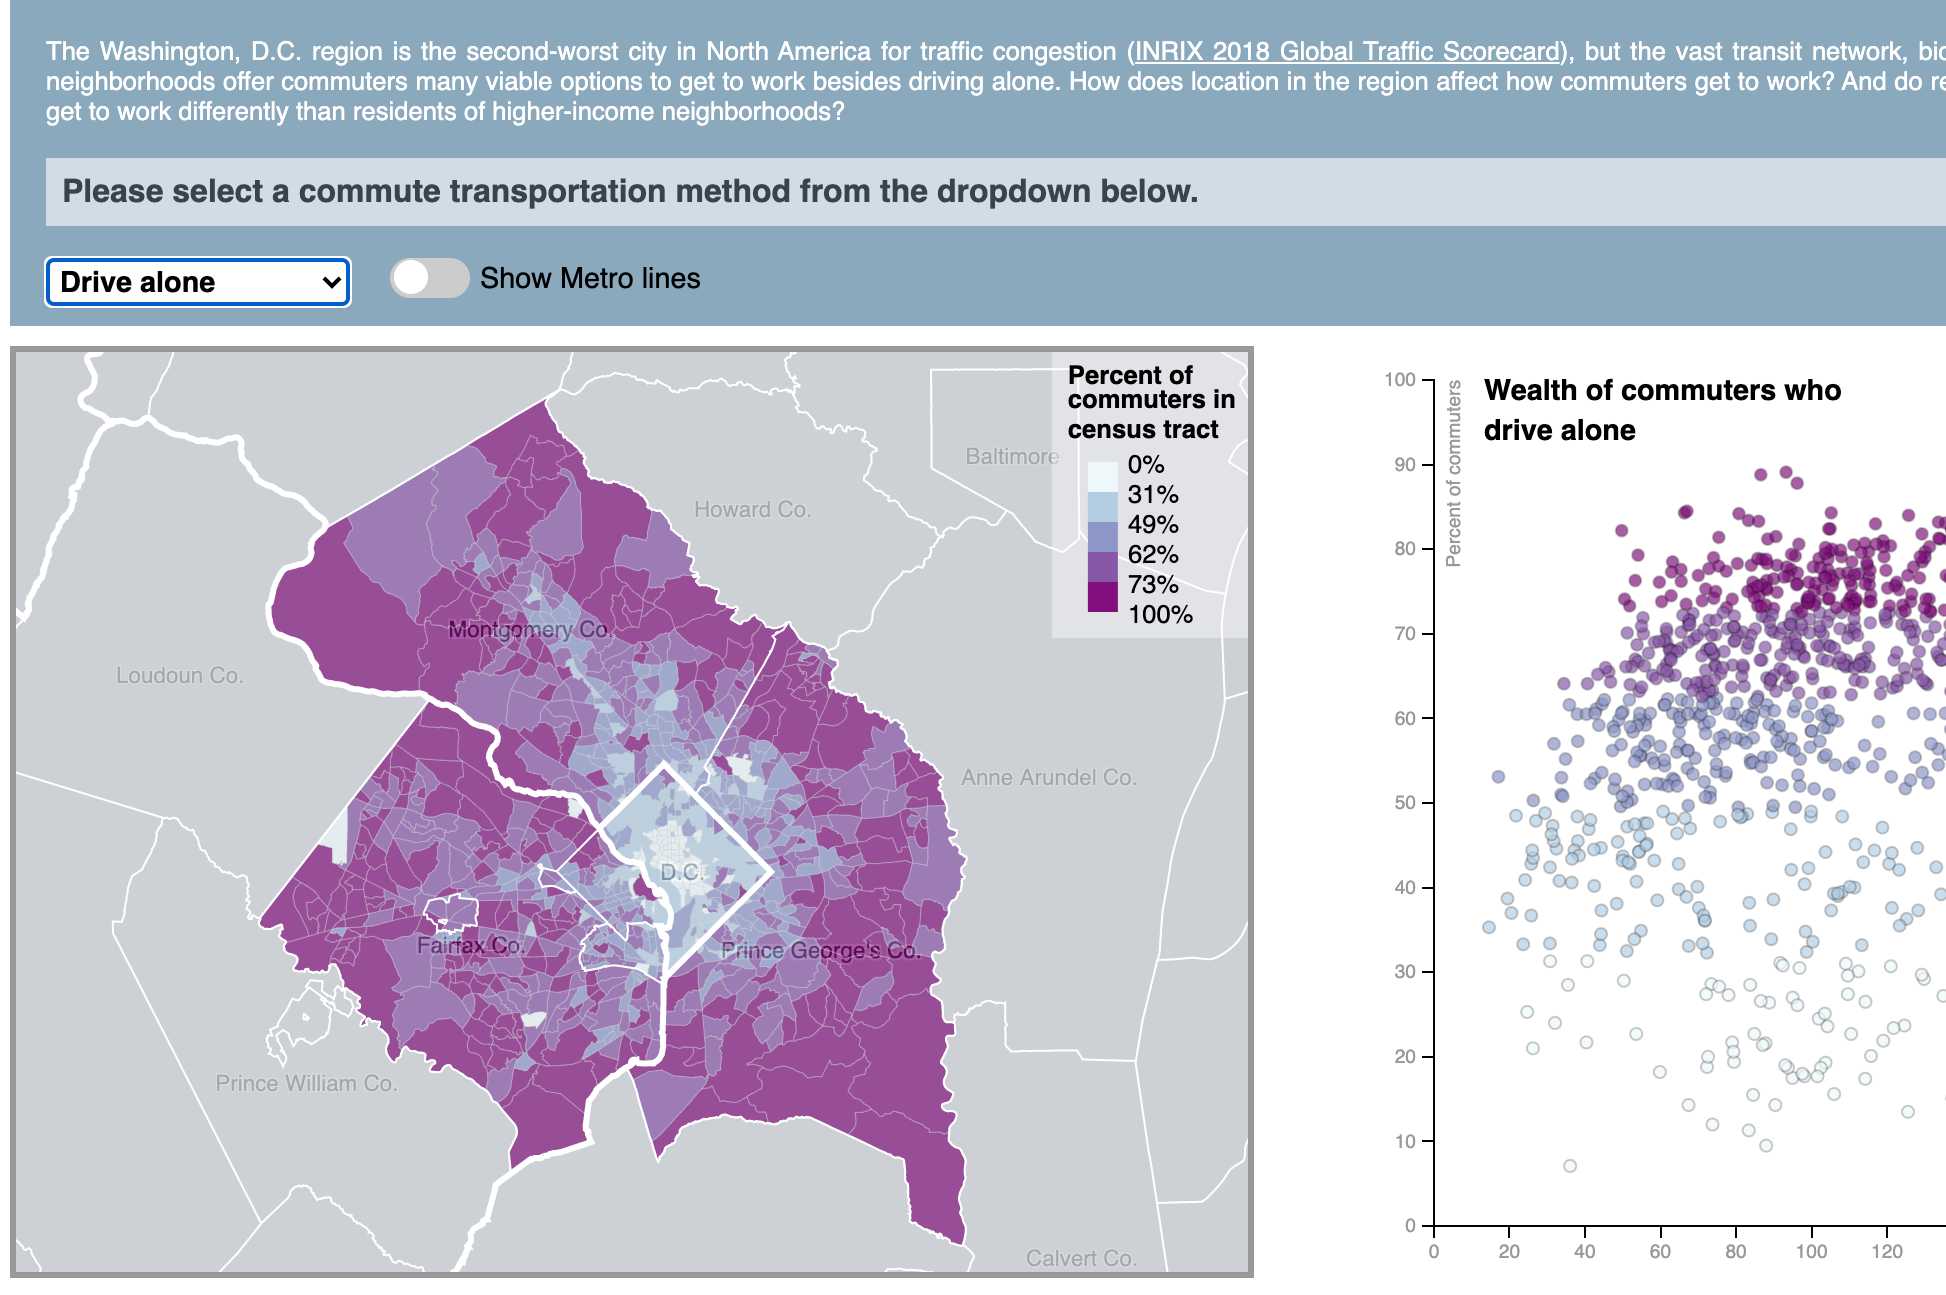 The Washington, D.C. region is the second-worst city in North America for traffic congestion (INRIX 2018 Global Traffic Scorecard), but the vast transit network,
neighborhoods offer commuters many viable options to get to work besides driving alone. How does location in the region affect how commuters get to work? And do
get to work differently than residents of higher-income neighborhoods?
Please select a commute transportation method from the dropdown below.
Drive alone
Show Metro lines
Percent of
commuters in
census tract
0%
31%
49%
62%
73%
100%
Baltimore
Howard Co.
Montgomery Co.
Loudoun Co.
Anne Arundel Co.
D.C.
Fairfax Co.
Prince George's Co.
Prince William Co.
Calvert Co.
Wealth of commuters who
drive alone
Percent of commuters
100
90
80
70
60
50
40
30
20
10
0
0 20 40 60 80 100 120